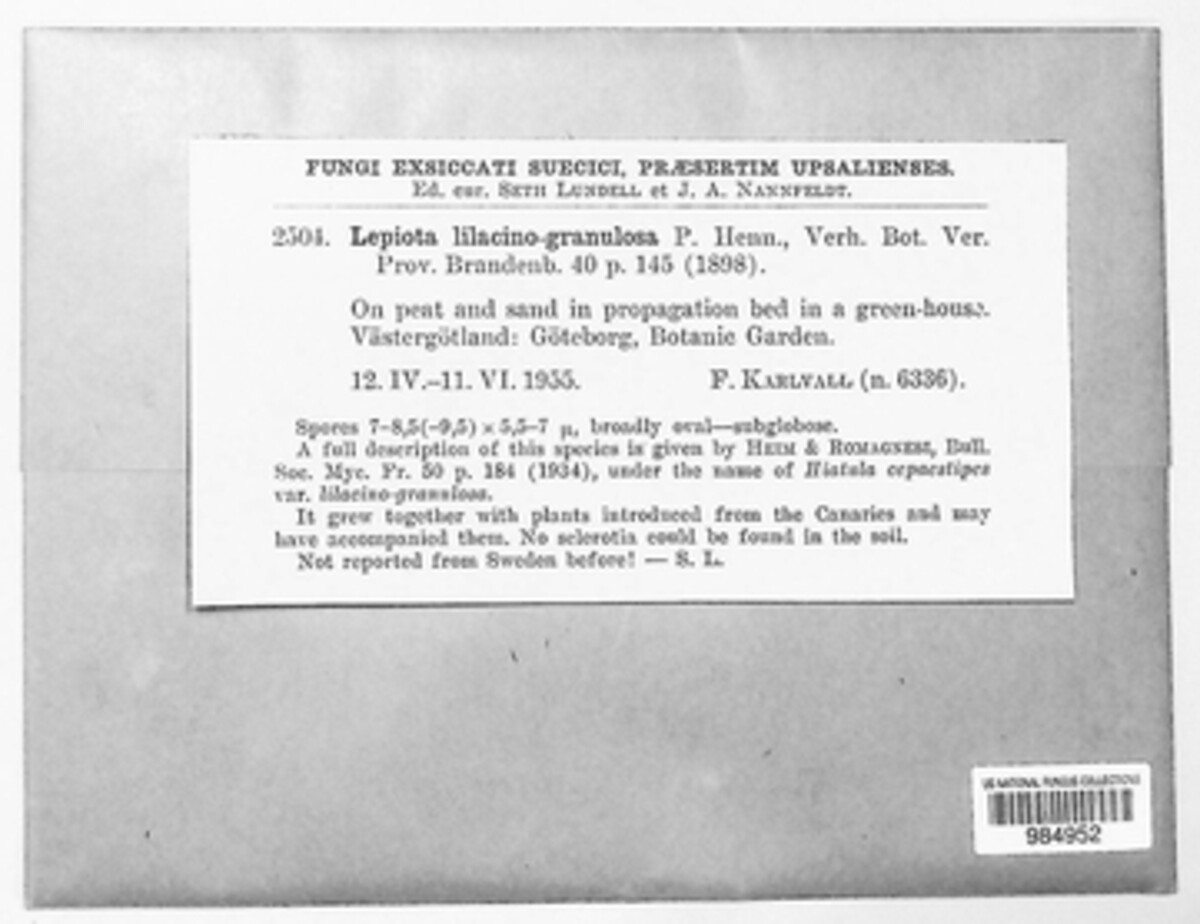 FUNGI EXSICCATI SUECICI, PRÆSERTIM UPSALIENSES.
Ed. cur. SETH LUNDELL et J. A. NANNFELDT.
2504. Lepiota lilacino-granulosa P. Henn., Verh. Bot. Ver.
Prov. Brandenb. 40 p. 145 (1898).
On peat and sand in propagation bed in a green-house.
Västergötland: Göteborg, Botanic Garden.
12. IV.–11. VI. 1955. F. KARLVALL (n. 6336).
Spores 7–8,5(–9,5) × 5,5–7 μ, broadly oval—subglobose.
A full description of this species is given by HEIM & ROMAGNESI, Bull.
Soc. Myc. Fr. 50 p. 184 (1934), under the name of Hiatula cepaestipes
var. lilacino-granulosa.
It grew together with plants introduced from the Canaries and may
have accompanied them. No sclerotia could be found in the soil.
Not reported from Sweden before! — S. L.
US NATIONAL FUNGUS COLLECTIONS
984952